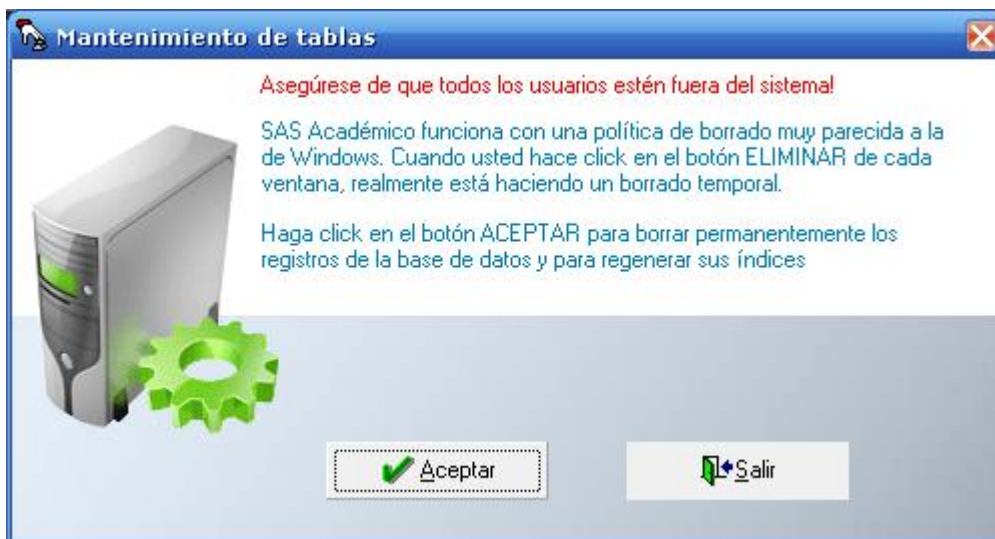 Mantenimiento de tablas
Asegúrese de que todos los usuarios estén fuera del sistema!
SAS Académico funciona con una política de borrado muy parecida a la
de Windows. Cuando usted hace click en el botón ELIMINAR de cada
ventana, realmente está haciendo un borrado temporal.
Haga click en el botón ACEPTAR para borrar permanentemente los
registros de la base de datos y para regenerar sus índices
Aceptar
Salir